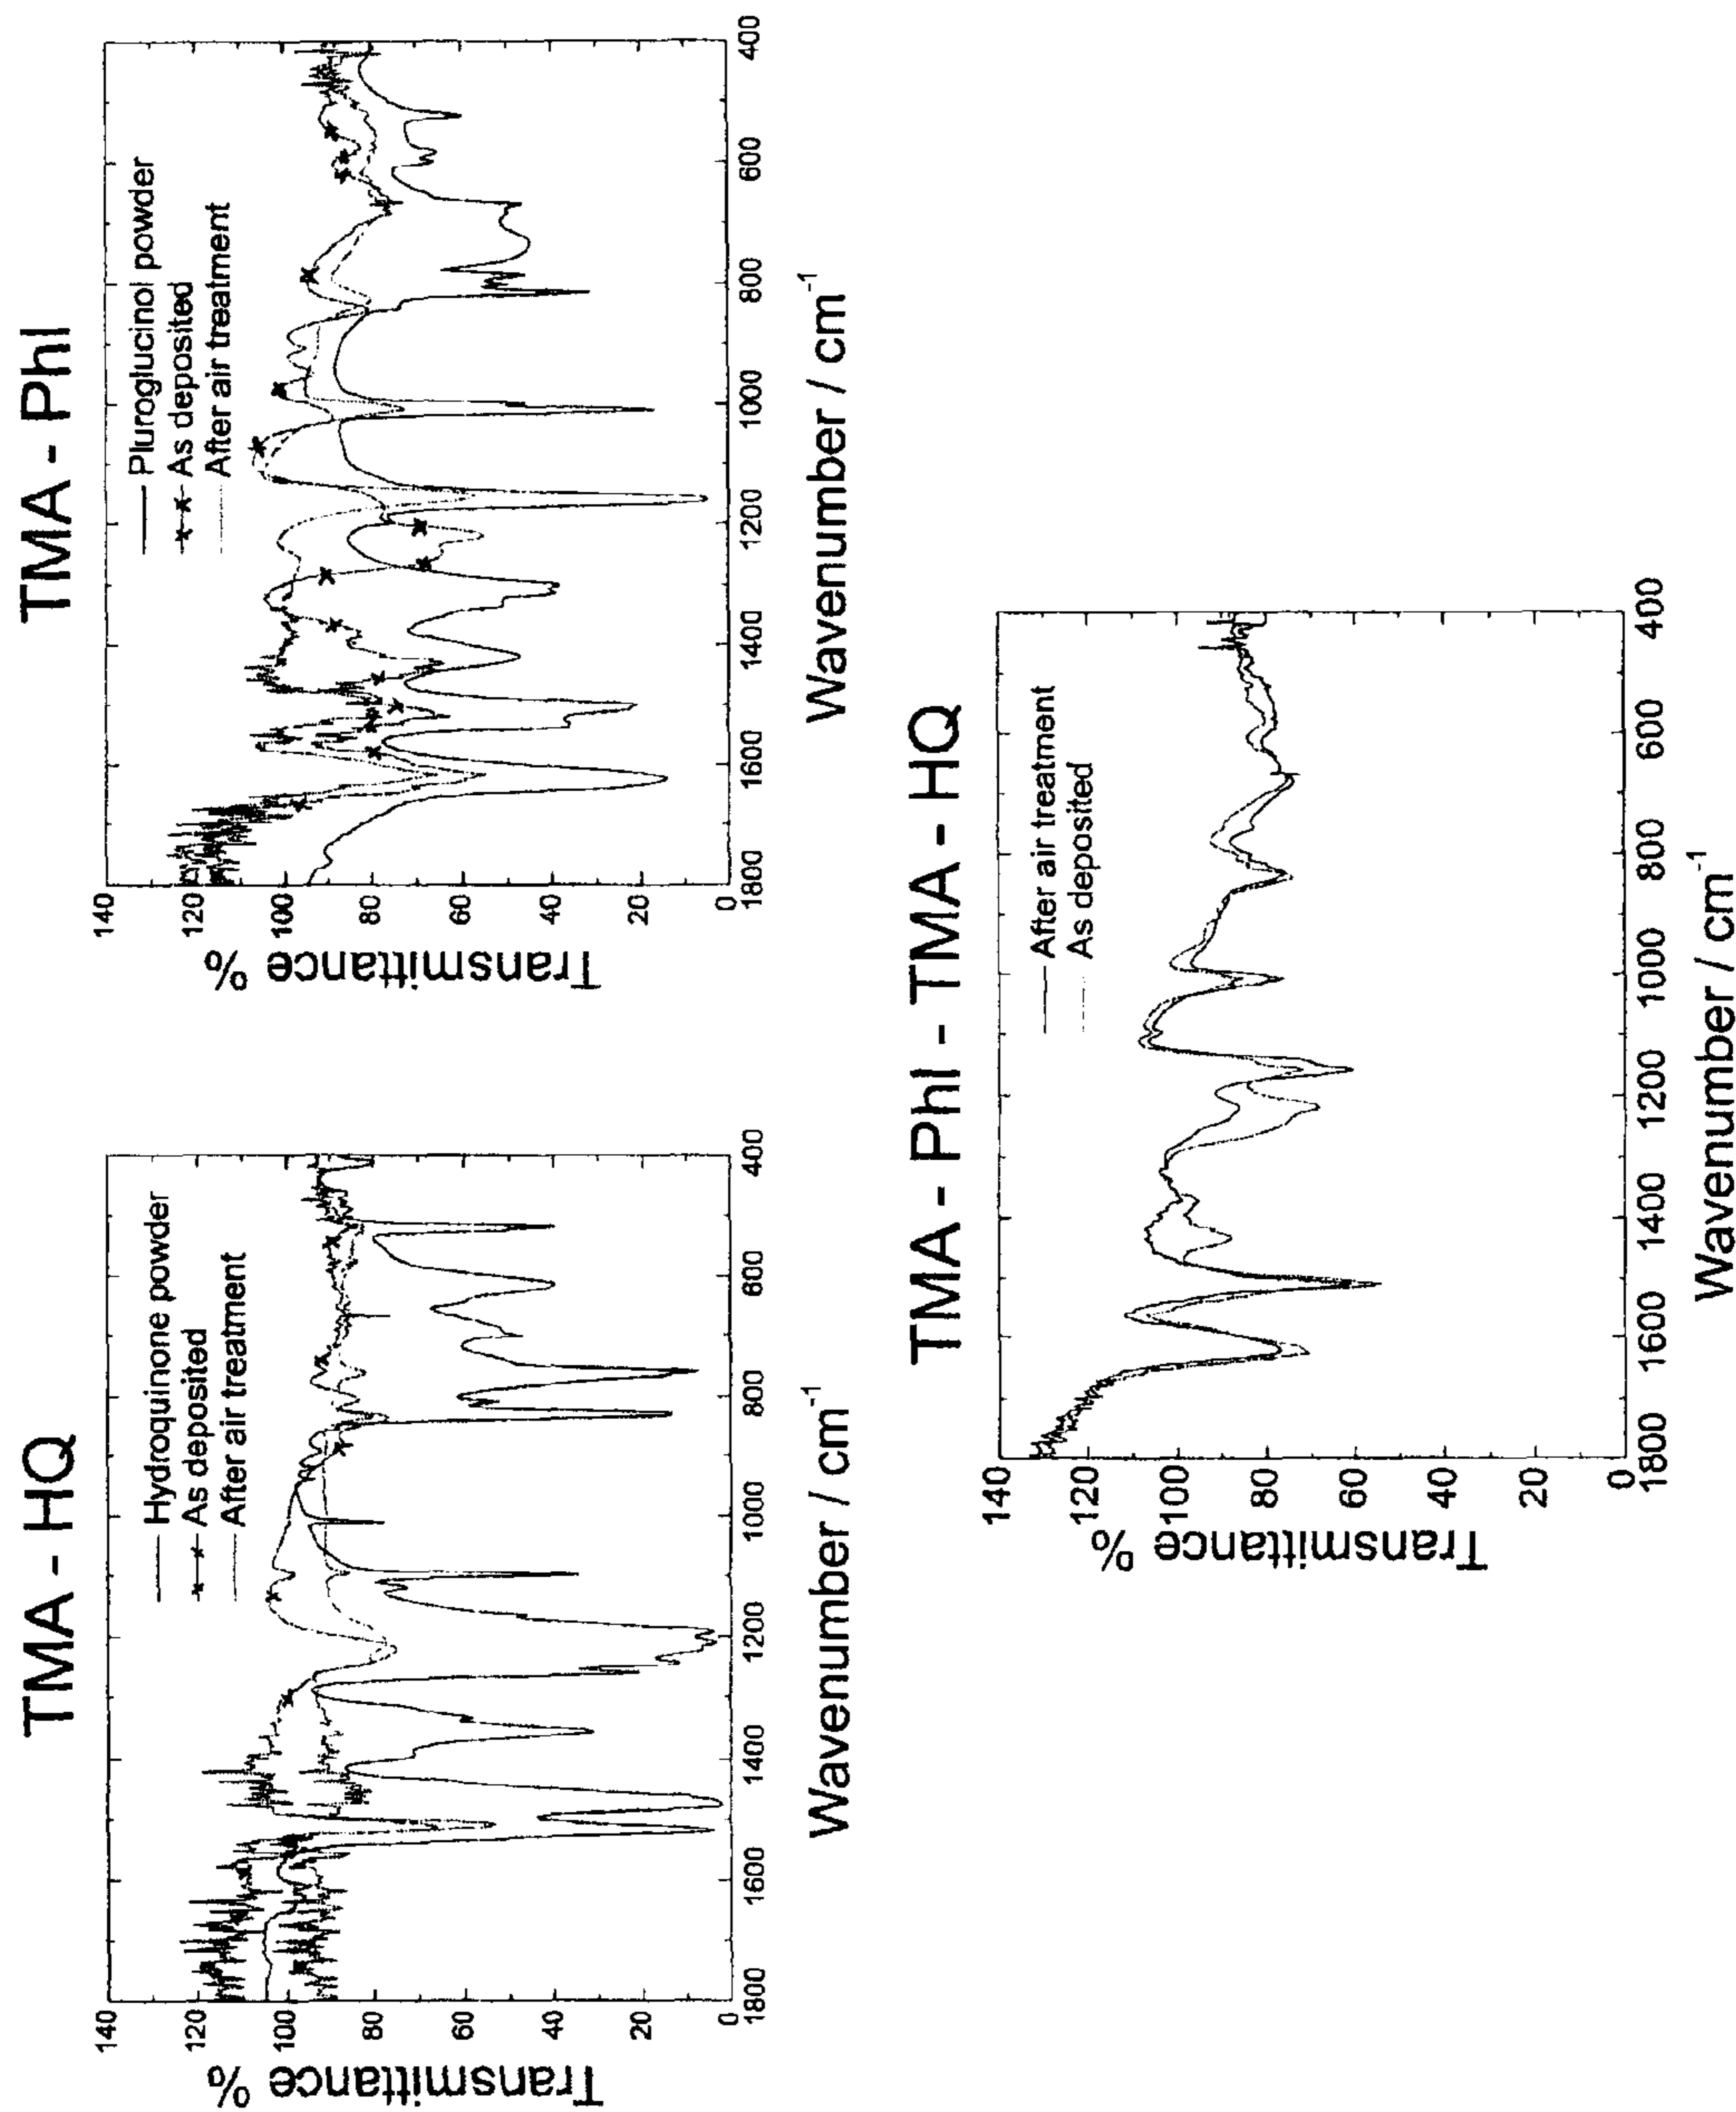 TMA - HQ
Hydroquinone powder
As deposited
After air treatment
140
120
100
80
60
40
20
0
Transmittance %
1800 1600 1400 1200 1000 800 600 400
Wavenumber / cm-1
TMA - Phl
Pluroglucinol powder
As deposited
After air treatment
140
120
100
80
60
40
20
0
Transmittance %
1800 1600 1400 1200 1000 800 600 400
Wavenumber / cm-1
TMA - Phl - TMA - HQ
After air treatment
As deposited
140
120
100
80
60
40
20
0
Transmittance %
1800 1600 1400 1200 1000 800 600 400
Wavenumber / cm-1